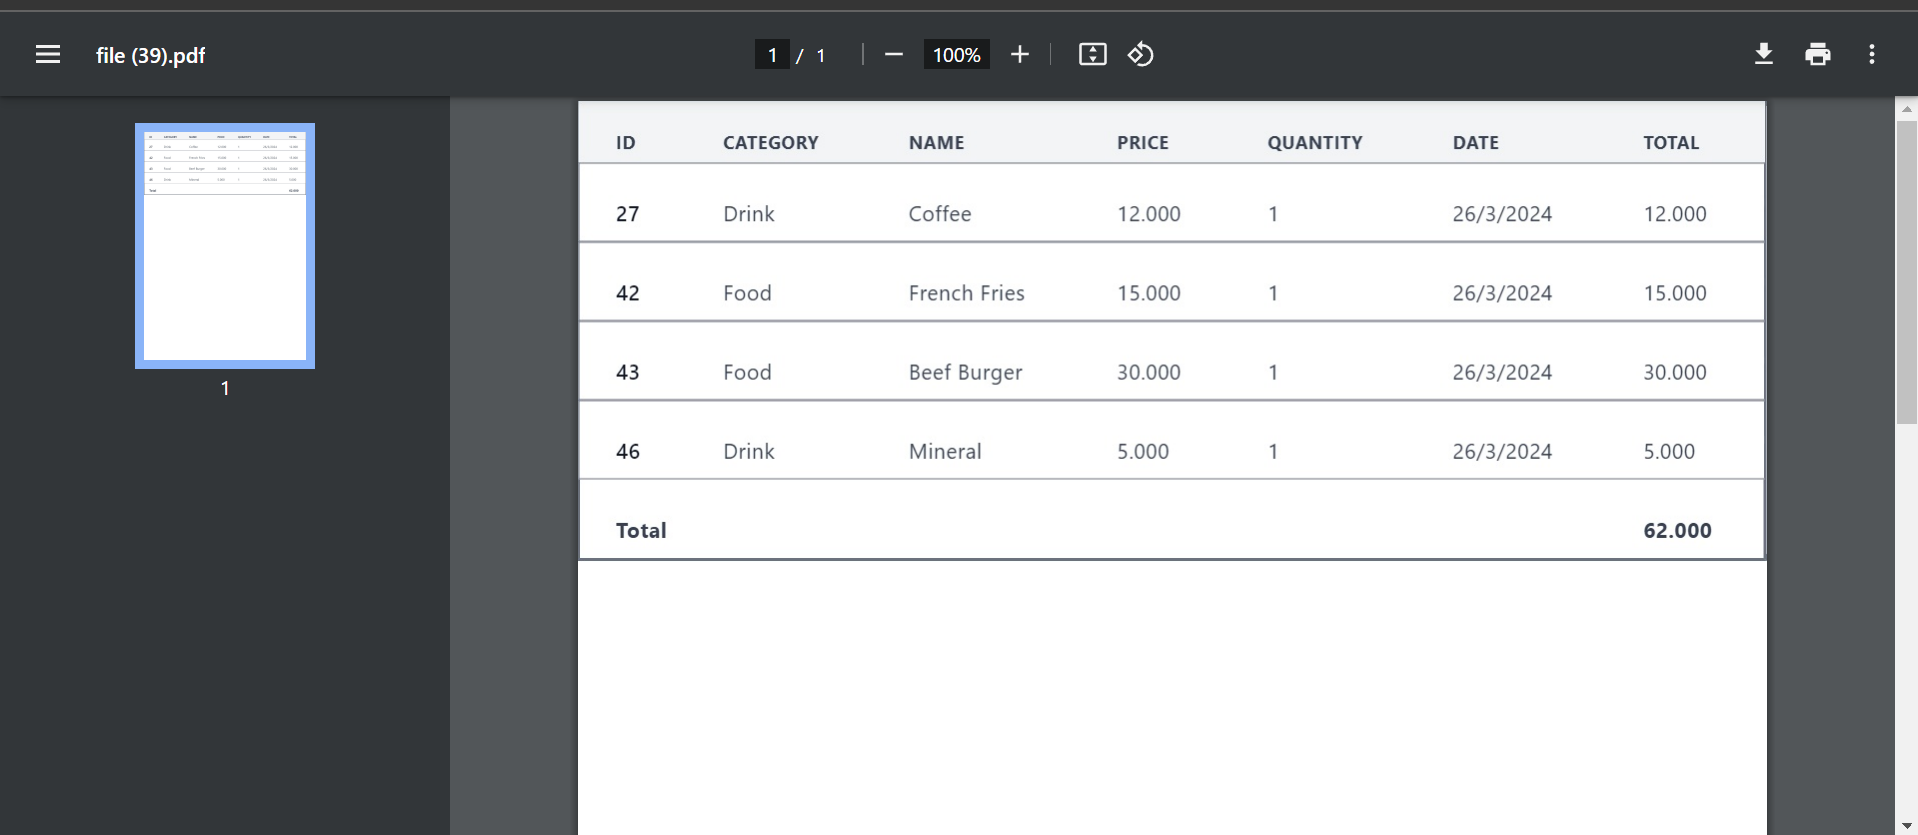 file (39).pdf
1 / 1
100%
1
ID CATEGORY NAME PRICE QUANTITY DATE TOTAL
27 Drink Coffee 12.000 1 26/3/2024 12.000
42 Food French Fries 15.000 1 26/3/2024 15.000
43 Food Beef Burger 30.000 1 26/3/2024 30.000
46 Drink Mineral 5.000 1 26/3/2024 5.000
Total 62.000